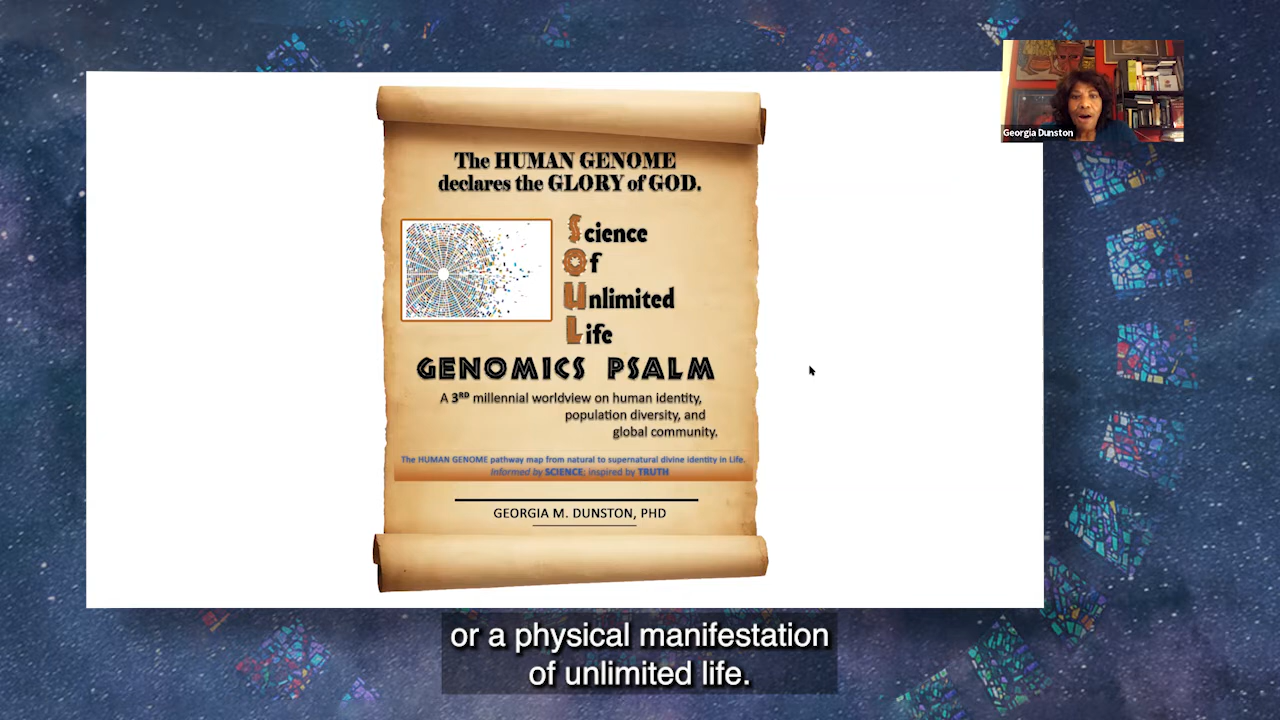 Georgia Dunston
The HUMAN GENOME
declares the GLORY of GOD.
Science
Of
Unlimited
Life
GENOMICS PSALM
A 3RD millennial worldview on human identity,
population diversity, and
global community.
The HUMAN GENOME pathway map from natural to supernatural divine identity in Life.
Informed by SCIENCE; inspired by TRUTH
GEORGIA M. DUNSTON, PHD
or a physical manifestation
of unlimited life.